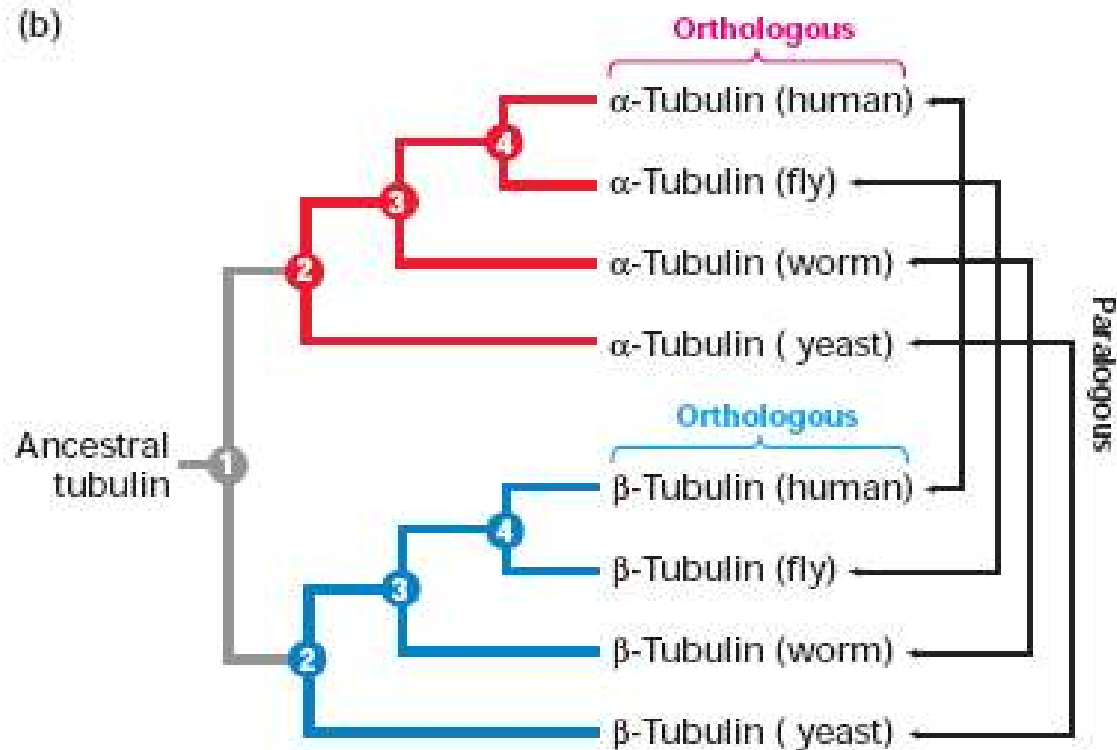 (b)
Orthologous
α-Tubulin (human)
4
α-Tubulin (fly)
3
α-Tubulin (worm)
2
α-Tubulin ( yeast)
Paralogous
Orthologous
Ancestral
tubulin
1
β-Tubulin (human)
4
β-Tubulin (fly)
3
β-Tubulin (worm)
2
β-Tubulin ( yeast)